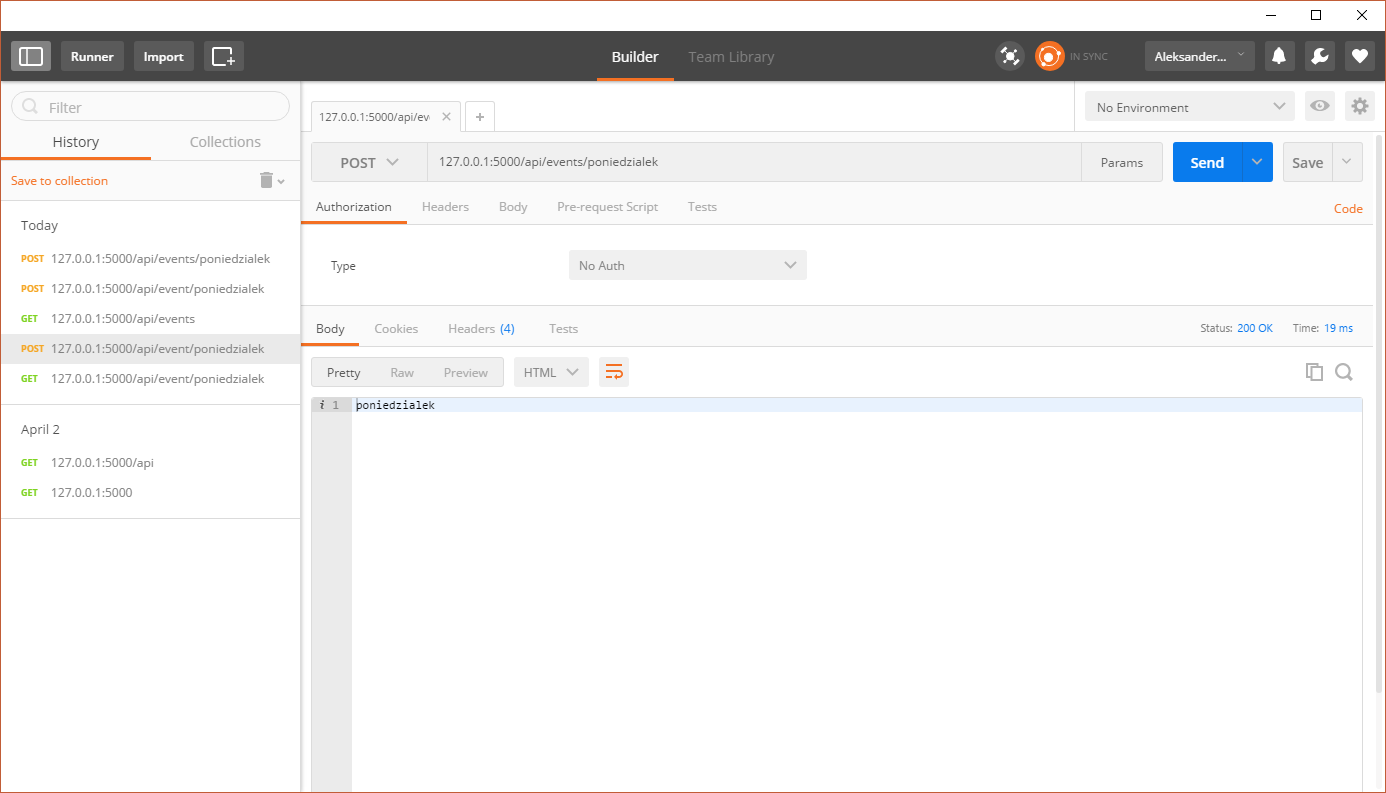 Runner Import Builder Team Library IN SYNC Aleksander...
Filter
History Collections
Save to collection
Today
POST 127.0.0.1:5000/api/events/poniedzialek
POST 127.0.0.1:5000/api/event/poniedzialek
GET 127.0.0.1:5000/api/events
POST 127.0.0.1:5000/api/event/poniedzialek
GET 127.0.0.1:5000/api/event/poniedzialek
April 2
GET 127.0.0.1:5000/api
GET 127.0.0.1:5000
127.0.0.1:5000/api/ev No Environment
POST 127.0.0.1:5000/api/events/poniedzialek Params Send Save
Authorization Headers Body Pre-request Script Tests Code
Type No Auth
Body Cookies Headers (4) Tests Status: 200 OK Time: 19 ms
Pretty Raw Preview HTML
i 1 poniedzialek